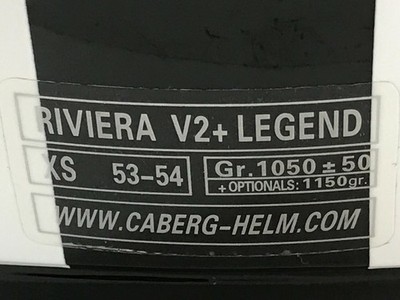 RIVIERA V2+ LEGEND
XS 53-54 Gr.1050 ± 50
+ OPTIONALS: 1150gr.
WWW.CABERG-HELM.COM